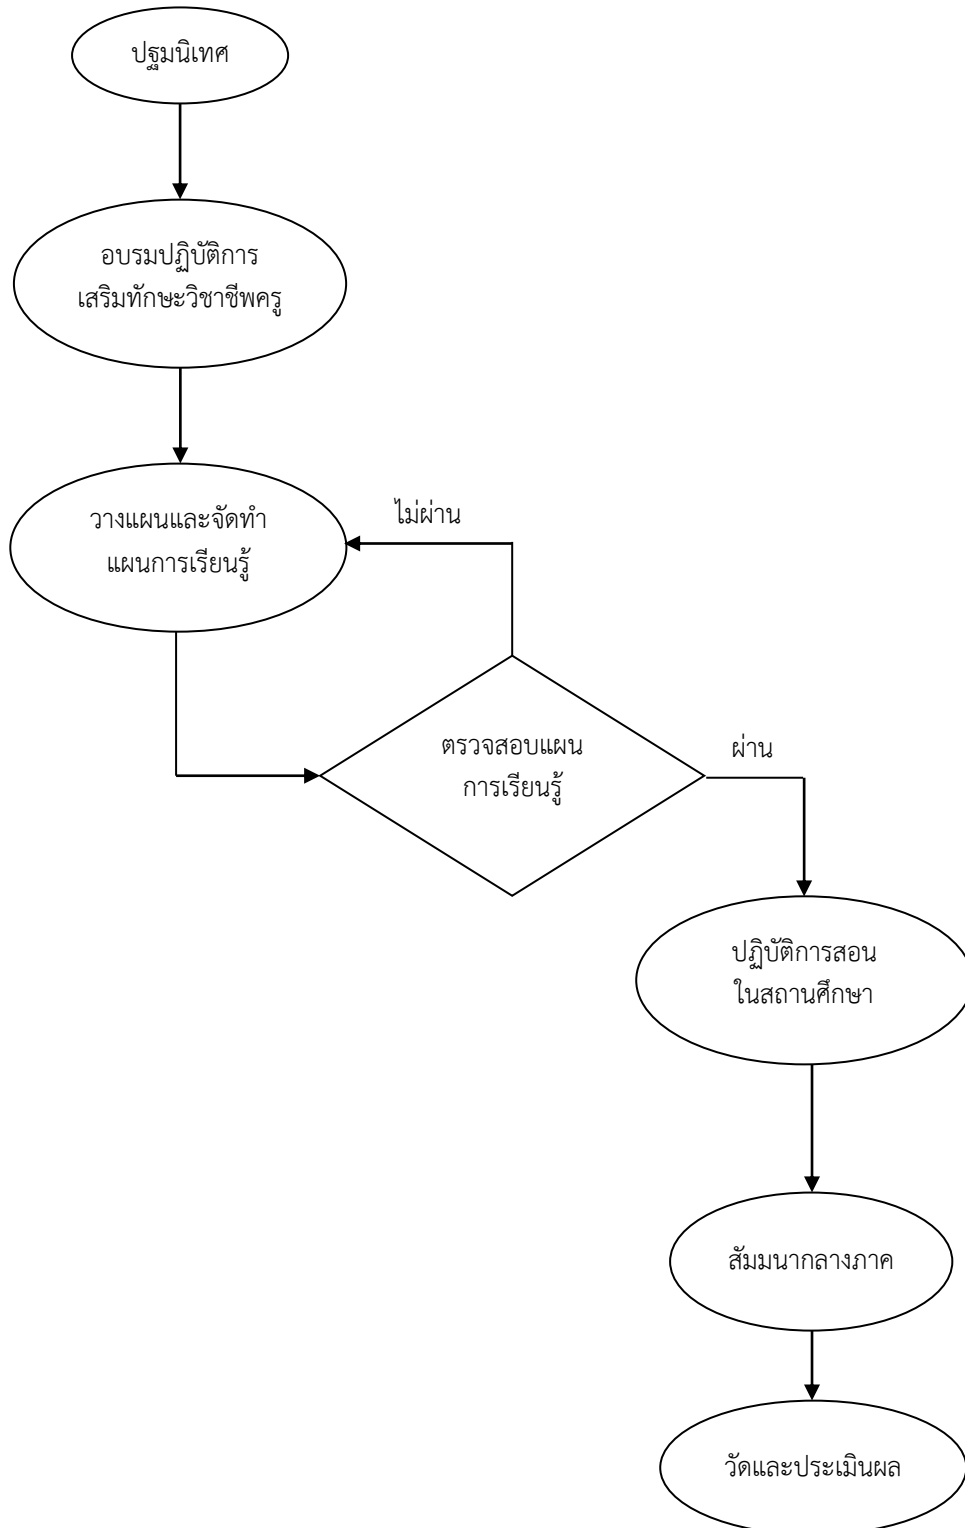 ปฐมนิเทศ
อบรมปฏิบัติการ
เสริมทักษะวิชาชีพครู
วางแผนและจัดทำ
แผนการเรียนรู้
ไม่ผ่าน
ตรวจสอบแผน
การเรียนรู้
ผ่าน
ปฏิบัติการสอน
ในสถานศึกษา
สัมมนากลางภาค
วัดและประเมินผล